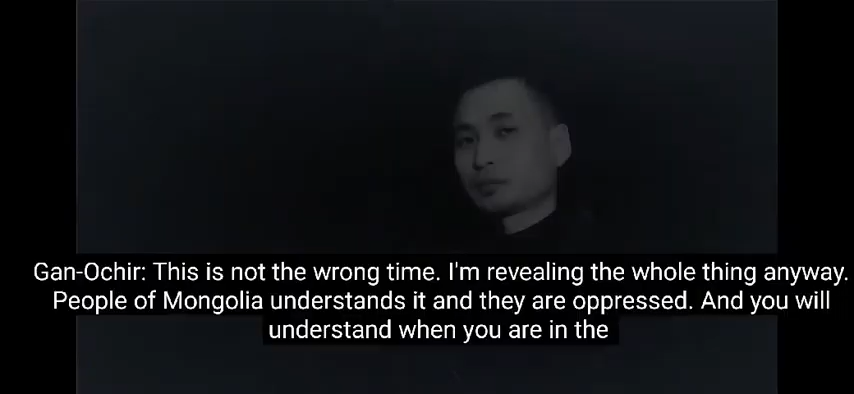 Gan-Ochir: This is not the wrong time. I'm revealing the whole thing anyway.
People of Mongolia understands it and they are oppressed. And you will
understand when you are in the